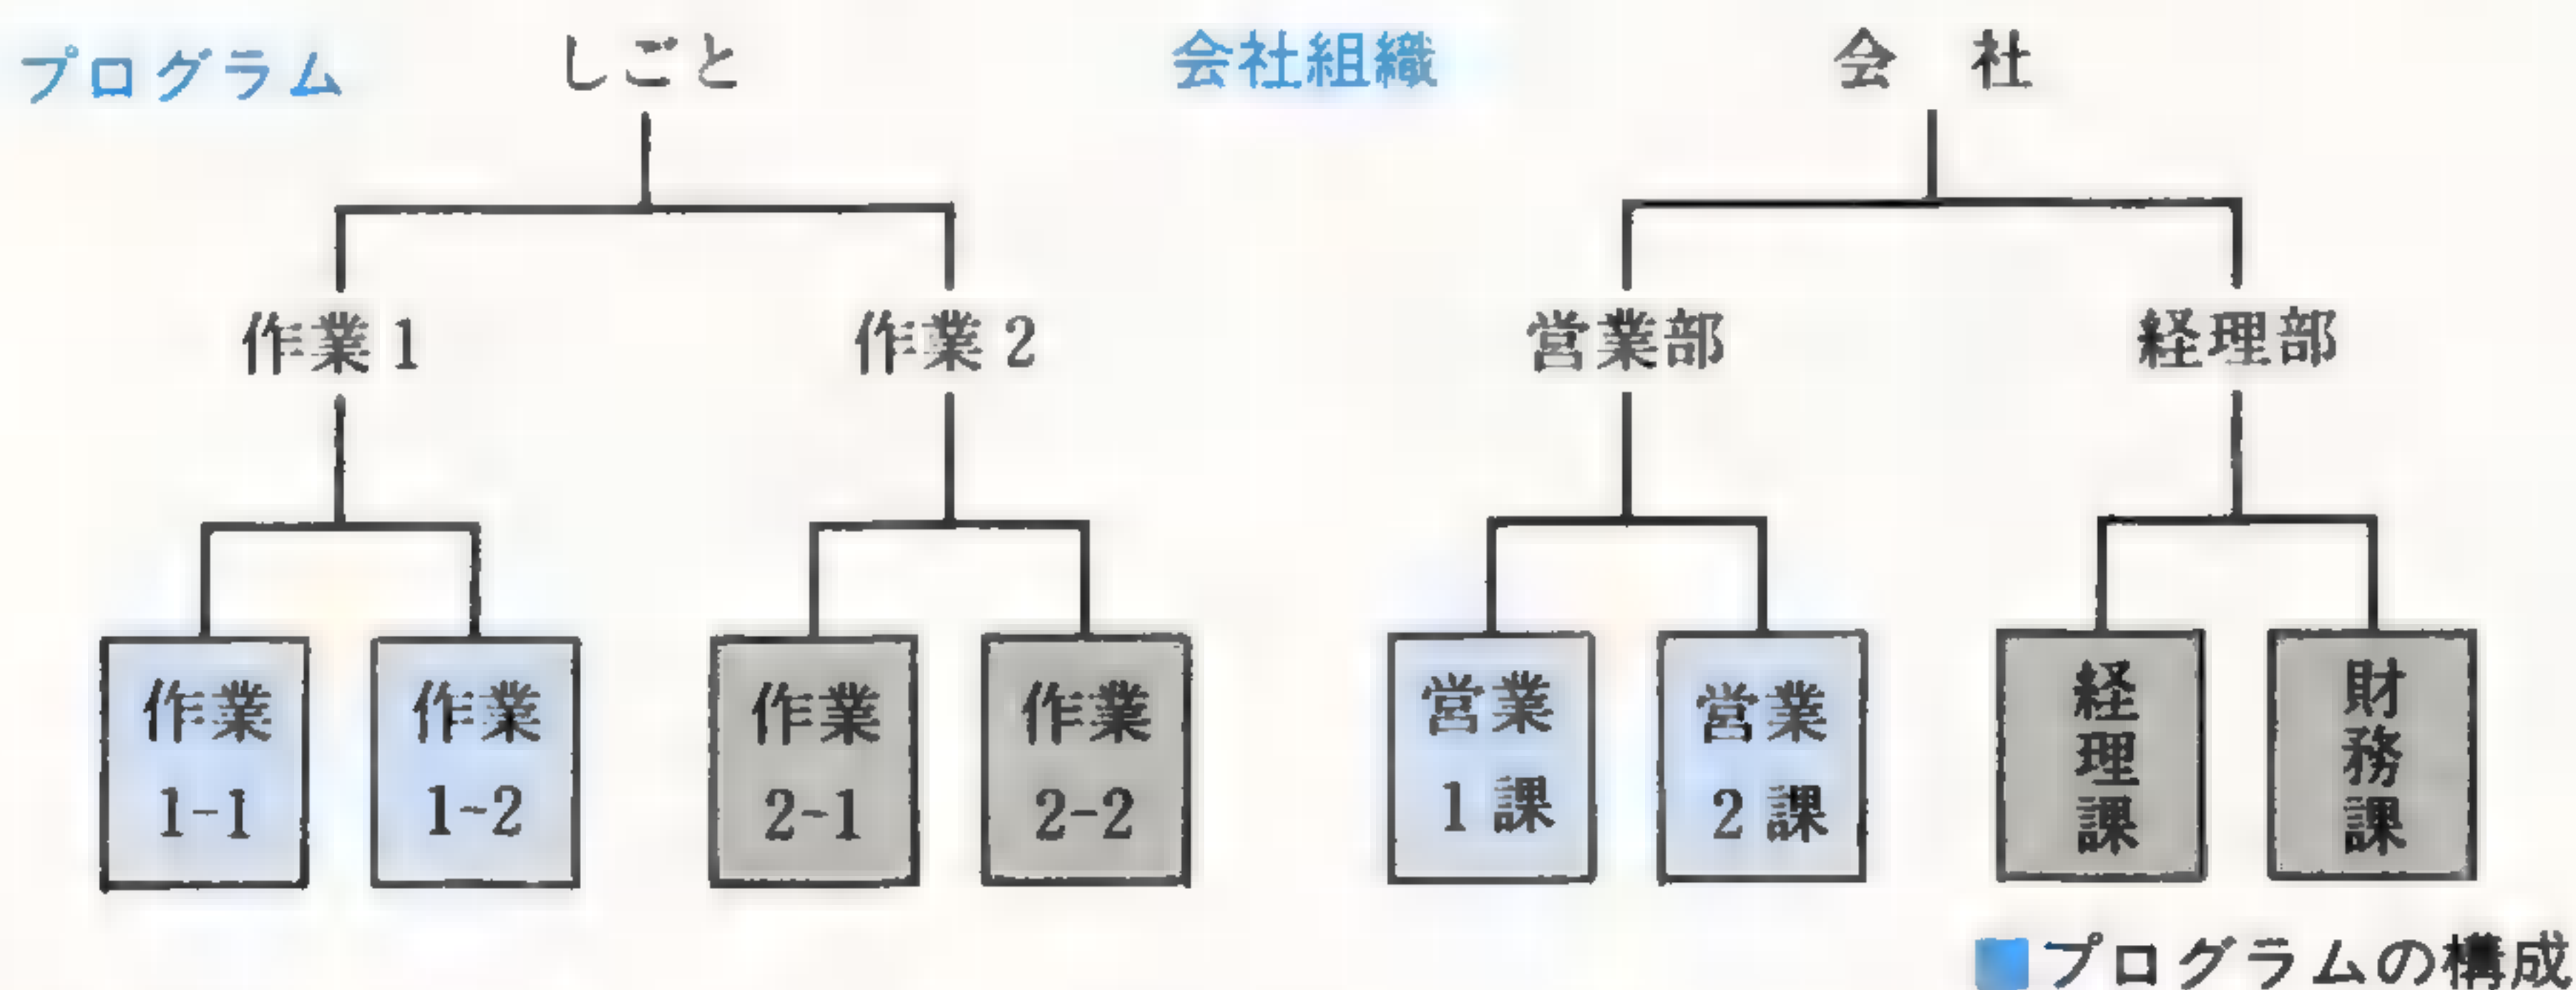 プログラム
しごと
作業1
作業2
作業
1-1
作業
1-2
作業
2-1
作業
2-2
会社組織
会 社
営業部
経理部
営業
1課
営業
2課
経理課
財務課
■プログラムの構成